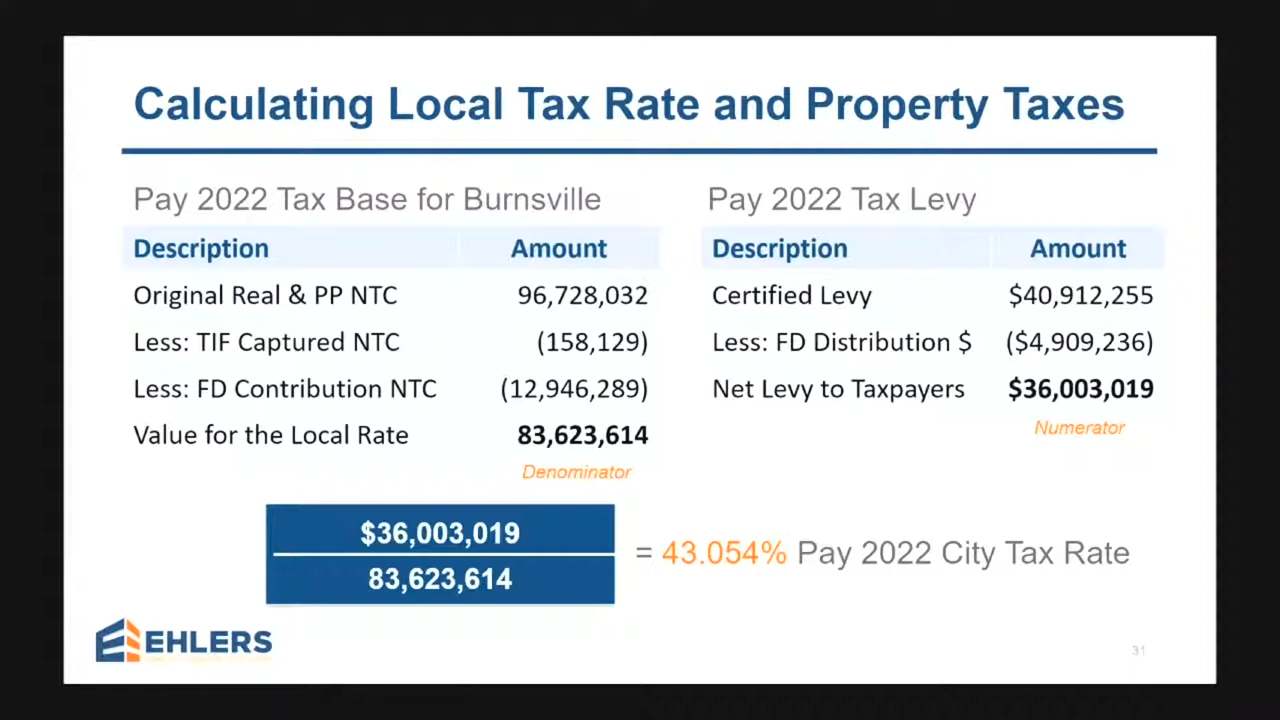 Calculating Local Tax Rate and Property Taxes
Pay 2022 Tax Base for Burnsville
Description Amount
Original Real & PP NTC 96,728,032
Less: TIF Captured NTC (158,129)
Less: FD Contribution NTC (12,946,289)
Value for the Local Rate 83,623,614
Denominator
Pay 2022 Tax Levy
Description Amount
Certified Levy $40,912,255
Less: FD Distribution $ ($4,909,236)
Net Levy to Taxpayers $36,003,019
Numerator
$36,003,019
83,623,614
= 43.054% Pay 2022 City Tax Rate
EHLERS
31